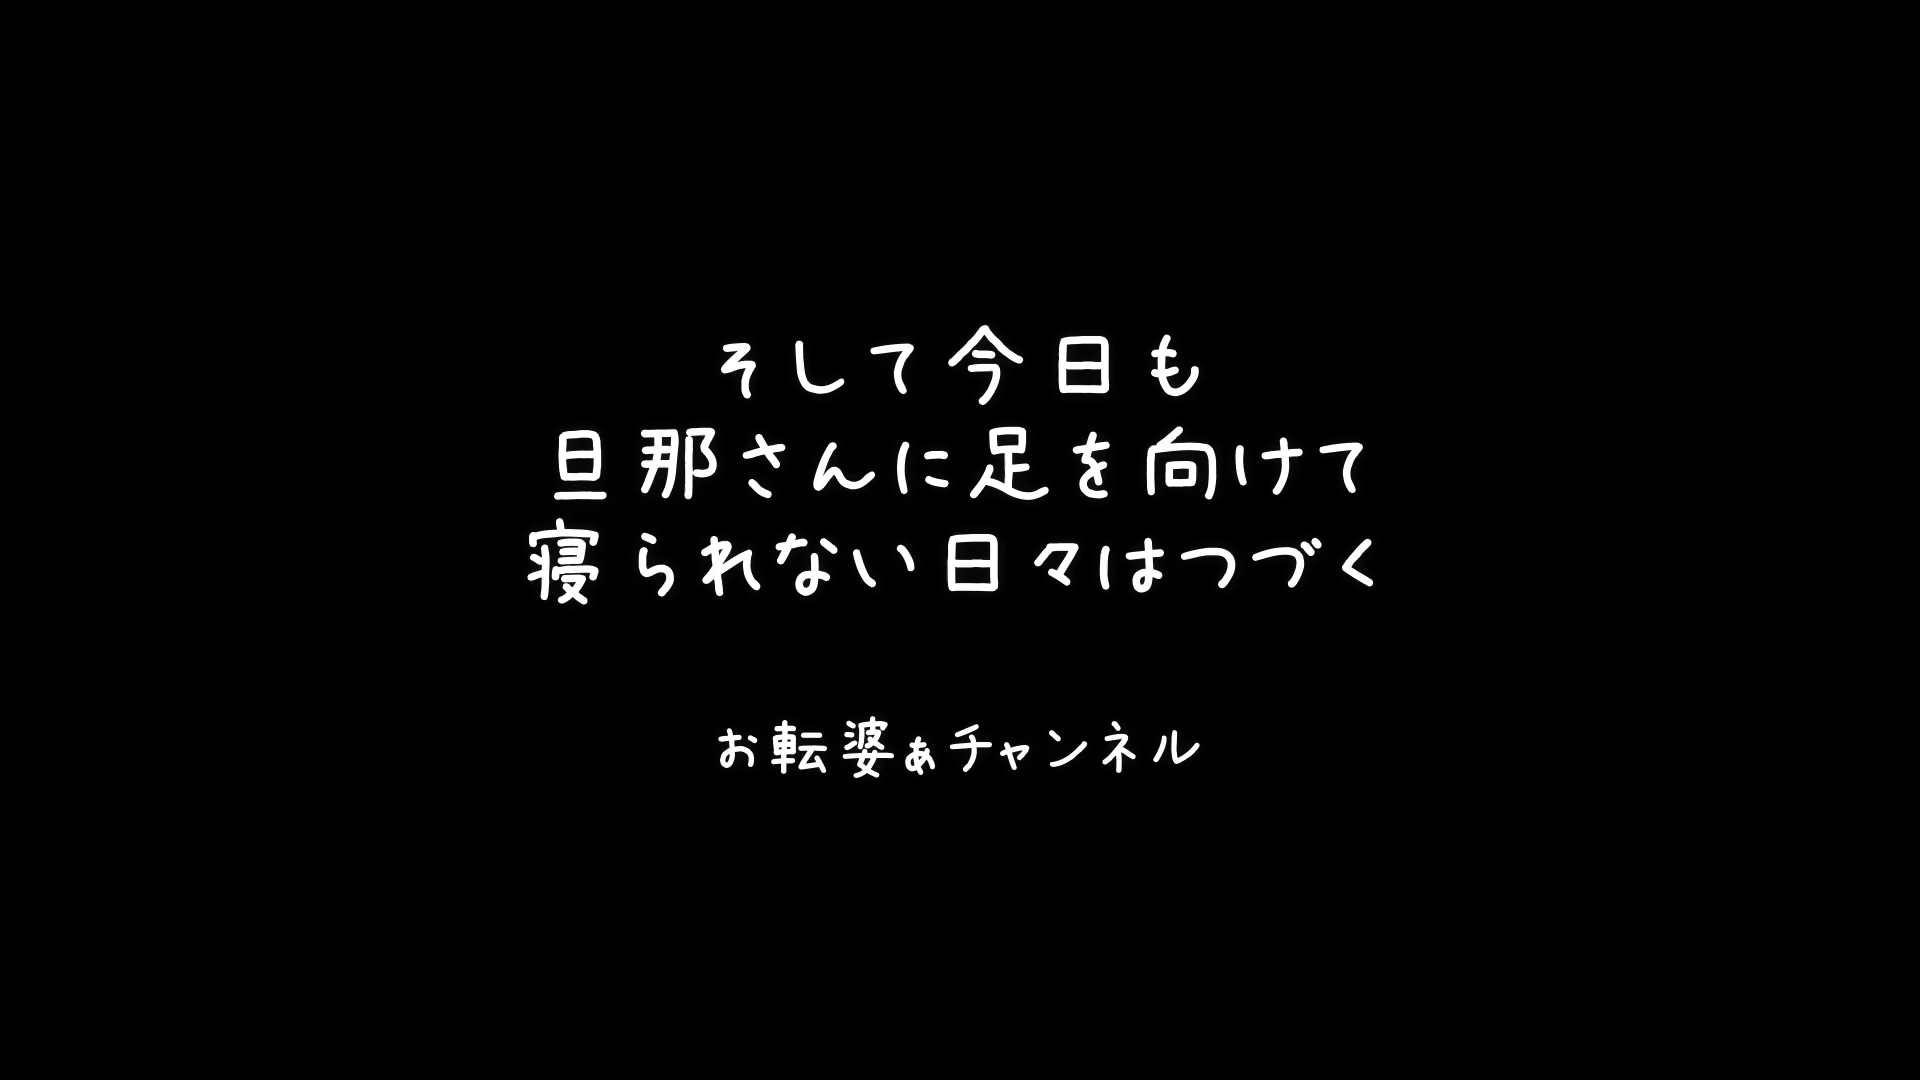 そして今日も
旦那さんに足を向けて
寝られない日々はつづく
お転婆ぁチャンネル